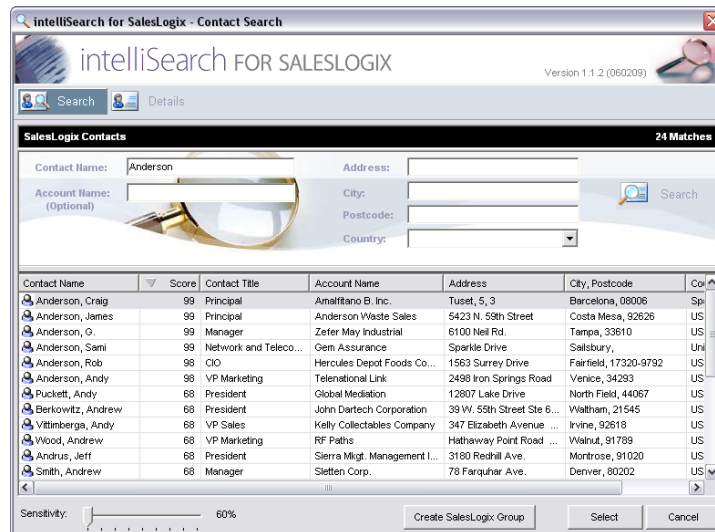 intelliSearch for SalesLogix - Contact Search
intelliSearch FOR SALESLOGIX
Version 1.1.2 (060209)
Search Details
SalesLogix Contacts 24 Matches
Contact Name: Anderson Address:
Account Name: City: Search
(Optional) Postcode:
Country:
Contact Name Score Contact Title Account Name Address City, Postcode Co
Anderson, Craig 99 Principal Amalfitano B. Inc. Tuset, 5, 3 Barcelona, 08006 Sp
Anderson, James 99 Principal Anderson Waste Sales 5423 N. 59th Street Costa Mesa, 92626 US
Anderson, G. 99 Manager Zefer May Industrial 6100 Neil Rd. Tampa, 33610 US
Anderson, Sami 99 Network and Teleco... Gem Assurance Sparkle Drive Sailsbury, Uni
Anderson, Rob 98 CIO Hercules Depot Foods Co... 1563 Surrey Drive Fairfield, 17320-9792 US
Anderson, Andy 98 VP Marketing Telenational Link 2498 Iron Springs Road Venice, 34293 US
Puckett, Andy 68 President Global Mediation 12807 Lake Drive North Field, 44067 US
Berkowitz, Andrew 68 President John Dartech Corporation 39 W. 55th Street Ste 6... Waltham, 21545 US
Vittimberga, Andy 68 VP Sales Kelly Collectables Company 347 Elizabeth Avenue ... Irvine, 92618 US
Wood, Andrew 68 VP Marketing RF Paths Hathaway Point Road ... Walnut, 91789 US
Andrus, Jeff 68 President Sierra Mkgt. Management I... 3180 Redhill Ave. Montrose, 91020 US
Smith, Andrew 68 Manager Sletten Corp. 78 Farquhar Ave. Denver, 80202 US
Sensitivity: 60% Create SalesLogix Group Select Cancel